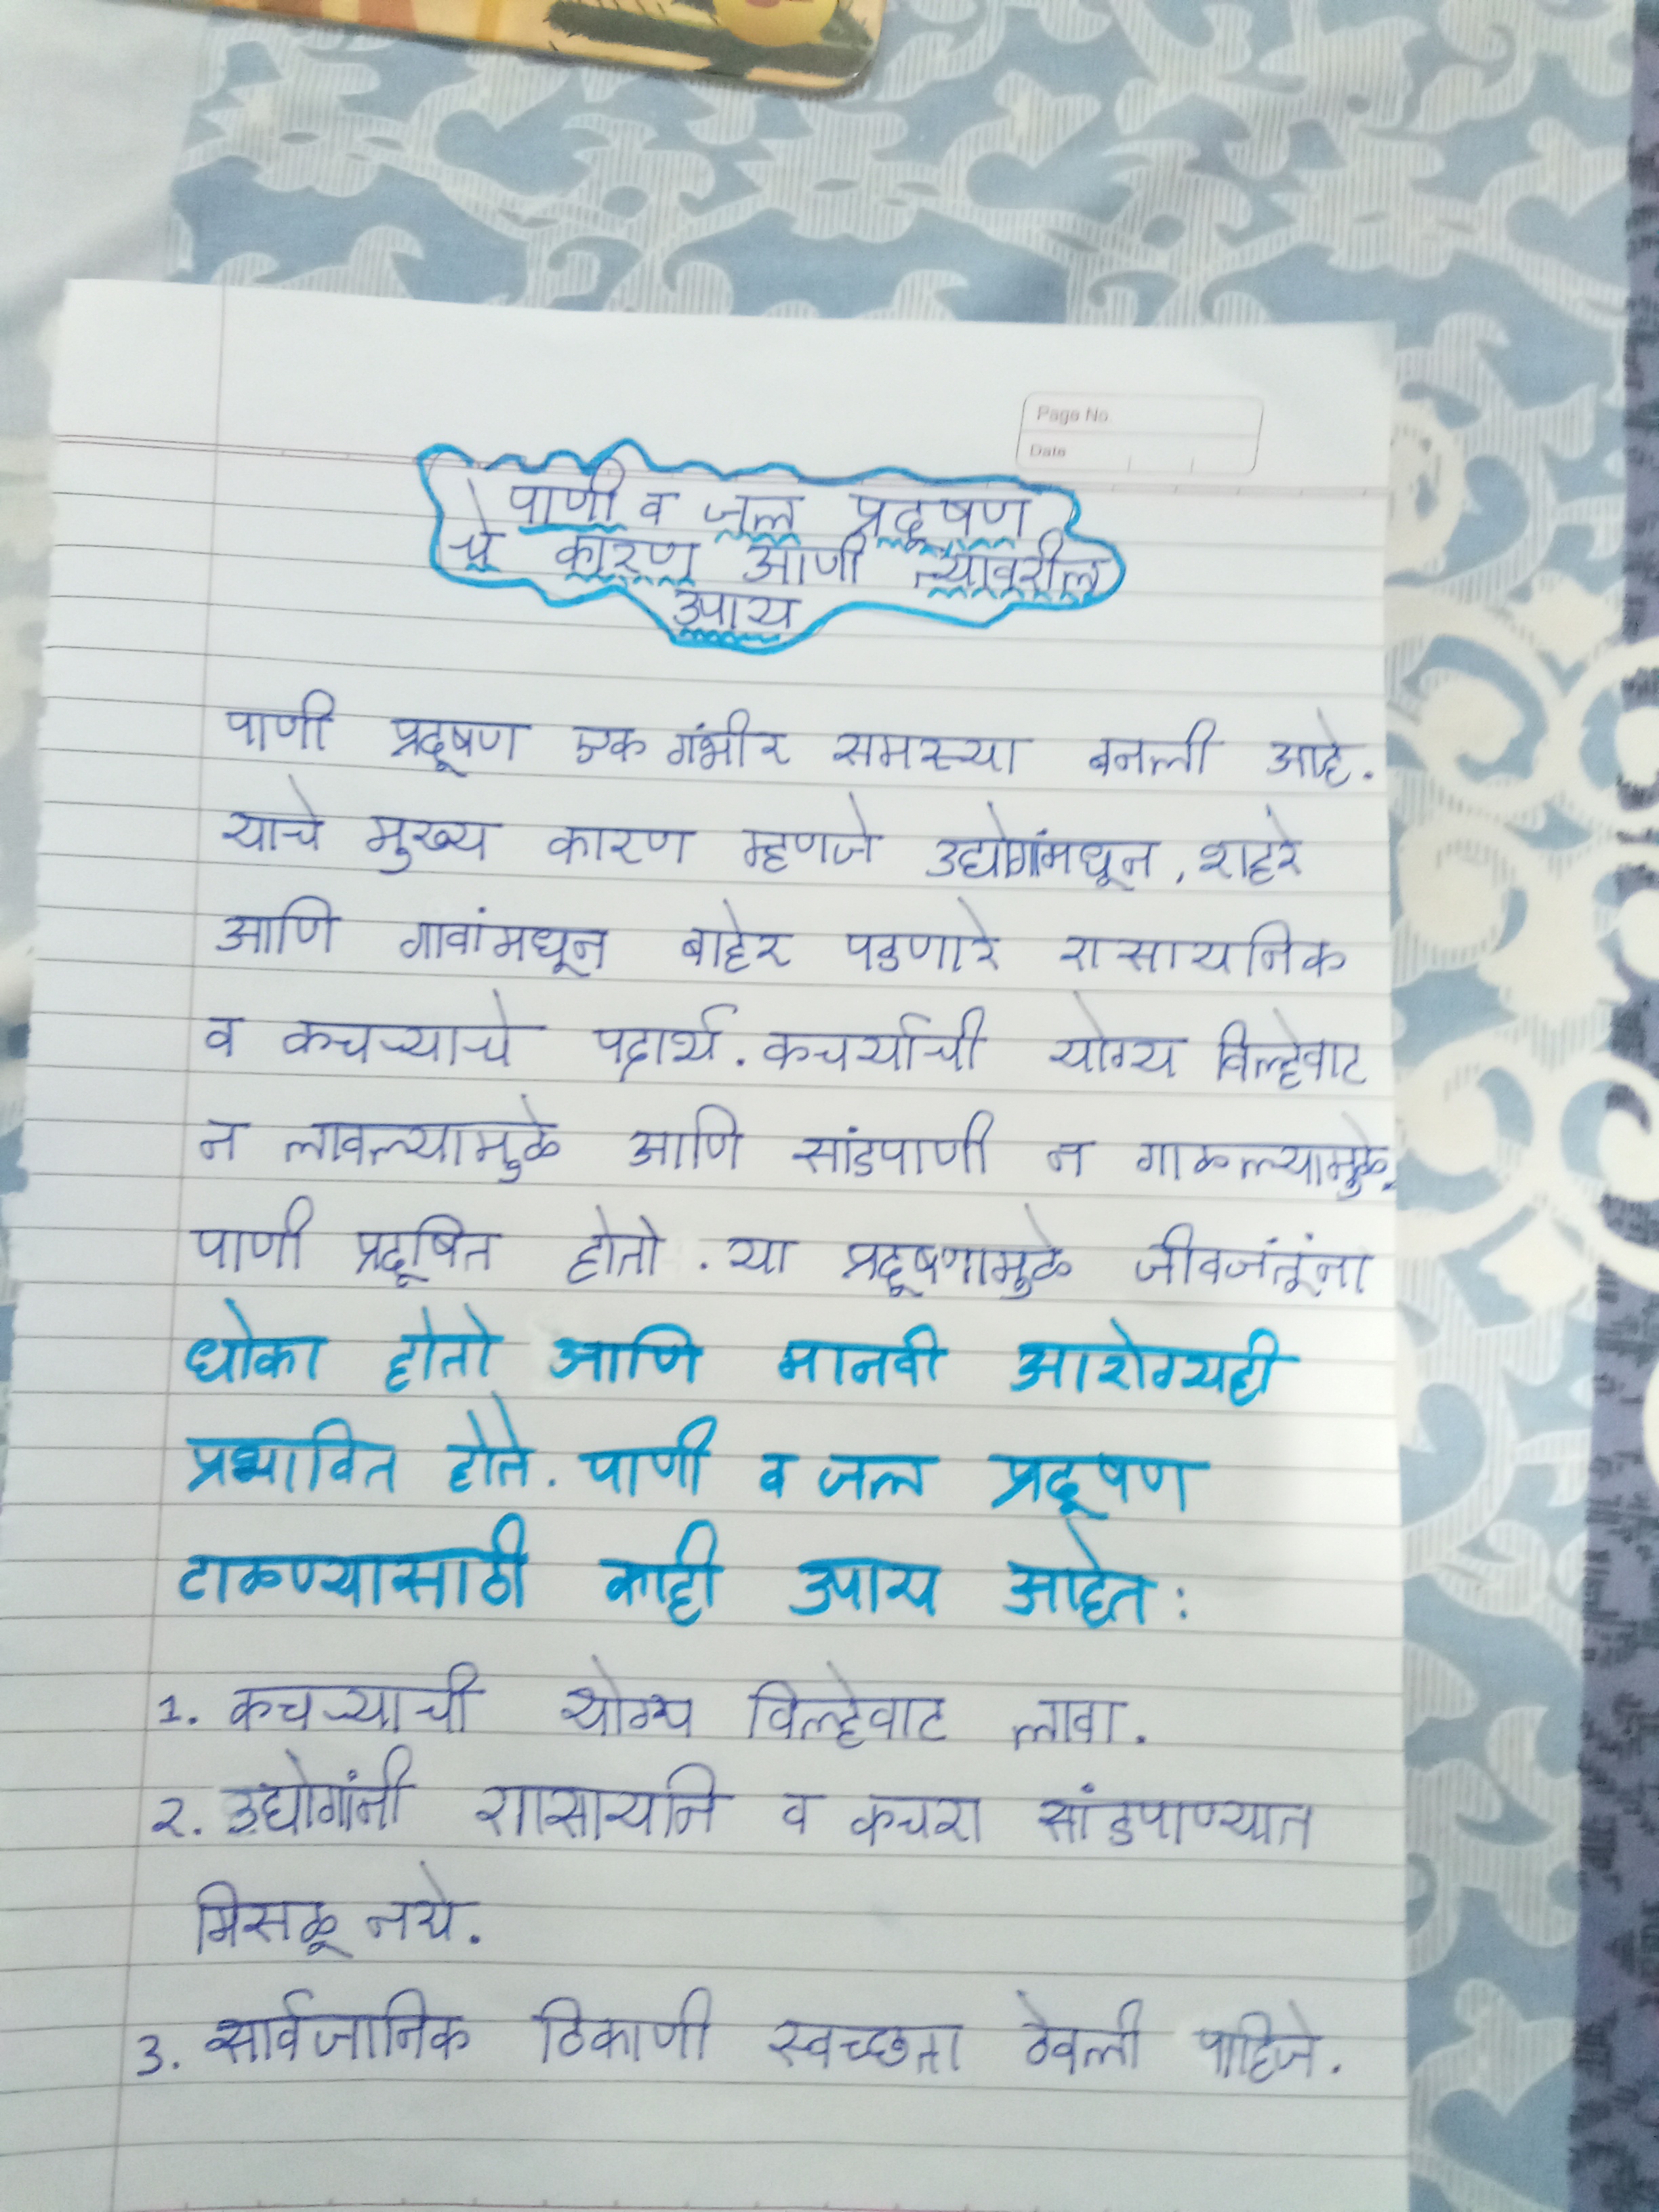 Page No.
Date
पाणी व जल प्रदूषण
चे कारण आणी त्यावरील
उपाय
पाणी प्रदूषण एक गंभीर समस्या बनली आहे.
याचे मुख्य कारण म्हणजे उद्योगांमधून, शहरे
आणि गावांमधून बाहेर पडणारे रासायनिक
व कचऱ्याचे पदार्थ. कचर्याची योग्य विल्हेवाट
न लावल्यामुळे आणि सांडपाणी न गाळल्यामुळे,
पाणी प्रदूषित होतो. या प्रदूषणामुळे जीवजंतूंना
धोका होतो आणि मानवी आरोग्यही
प्रभावित होते. पाणी व जल प्रदूषण
टाळण्यासाठी काही उपाय आहेत:
1. कचऱ्याची योग्य विल्हेवाट लावा.
२. उद्योगांनी रासायनि व कचरा सांडपाण्यात
मिसळू नये.
3. सार्वजानिक ठिकाणी स्वच्छता ठेवली पाहिजे.